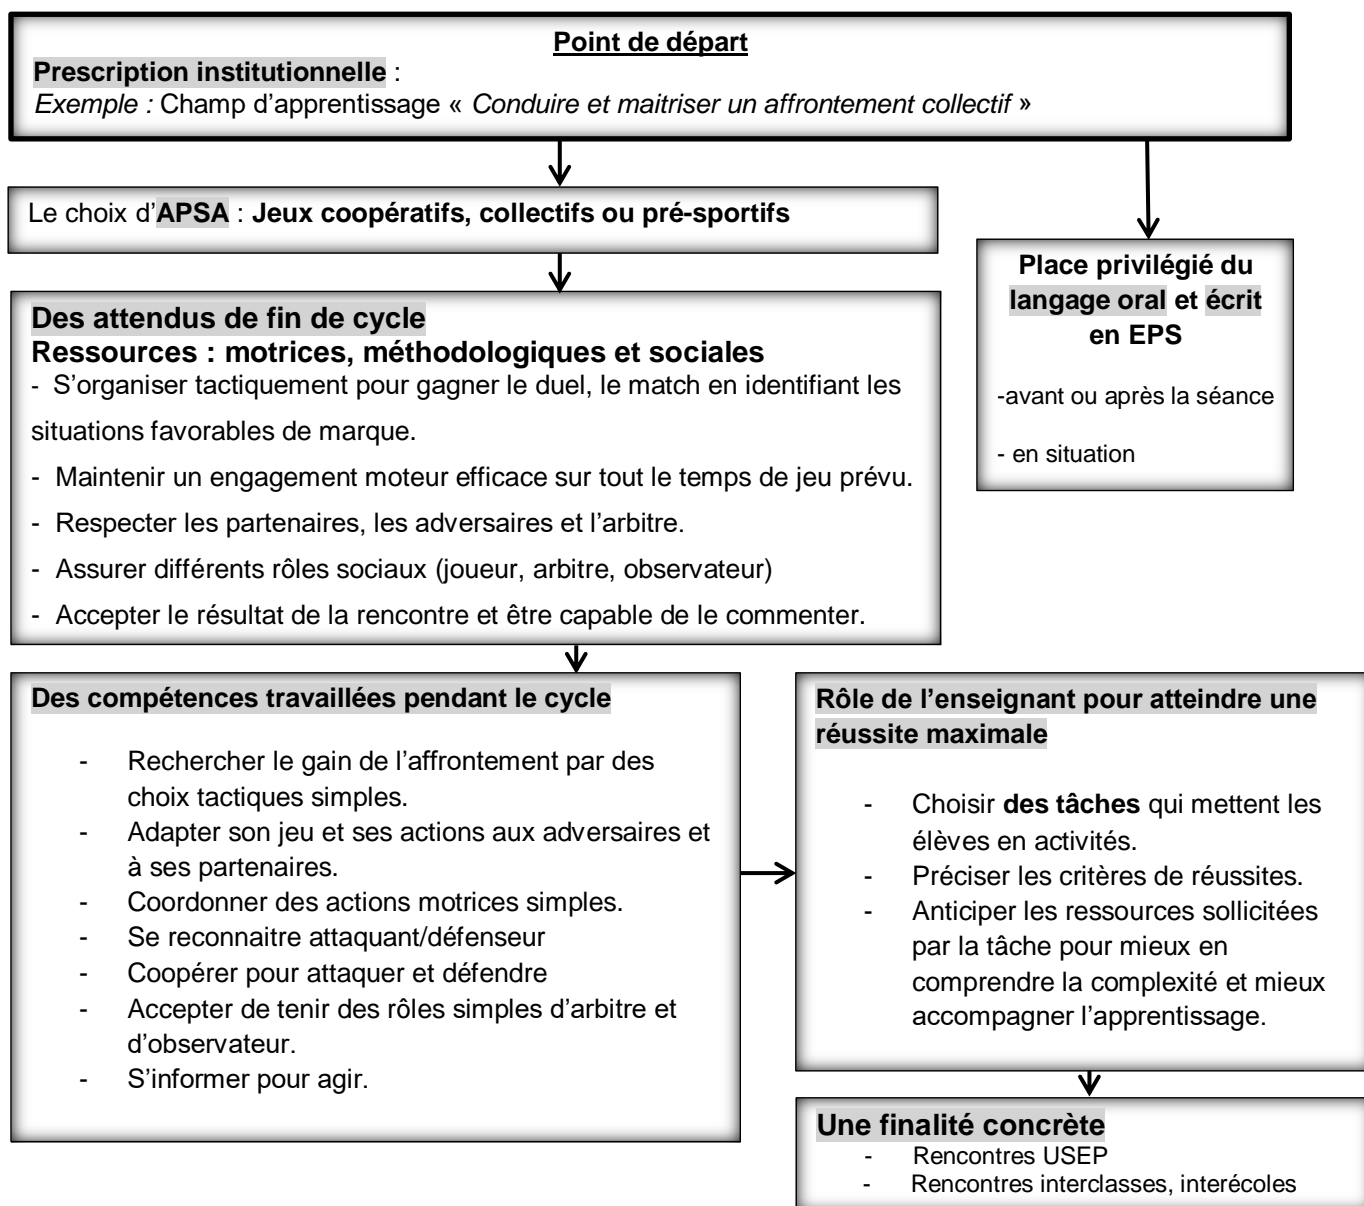 Point de départ
Prescription institutionnelle :
Exemple : Champ d’apprentissage « Conduire et maitriser un affrontement collectif »
Le choix d’APSA : Jeux coopératifs, collectifs ou pré-sportifs
Place privilégié du
langage oral et écrit
en EPS
-avant ou après la séance
- en situation
Des attendus de fin de cycle
Ressources : motrices, méthodologiques et sociales
- S’organiser tactiquement pour gagner le duel, le match en identifiant les
situations favorables de marque.
- Maintenir un engagement moteur efficace sur tout le temps de jeu prévu.
- Respecter les partenaires, les adversaires et l’arbitre.
- Assurer différents rôles sociaux (joueur, arbitre, observateur)
- Accepter le résultat de la rencontre et être capable de le commenter.
Des compétences travaillées pendant le cycle
- Rechercher le gain de l’affrontement par des
choix tactiques simples.
- Adapter son jeu et ses actions aux adversaires et
à ses partenaires.
- Coordonner des actions motrices simples.
- Se reconnaitre attaquant/défenseur
- Coopérer pour attaquer et défendre
- Accepter de tenir des rôles simples d’arbitre et
d’observateur.
- S’informer pour agir.
Rôle de l’enseignant pour atteindre une
réussite maximale
- Choisir des tâches qui mettent les
élèves en activités.
- Préciser les critères de réussites.
- Anticiper les ressources sollicitées
par la tâche pour mieux en
comprendre la complexité et mieux
accompagner l’apprentissage.
Une finalité concrète
- Rencontres USEP
- Rencontres interclasses, interécoles